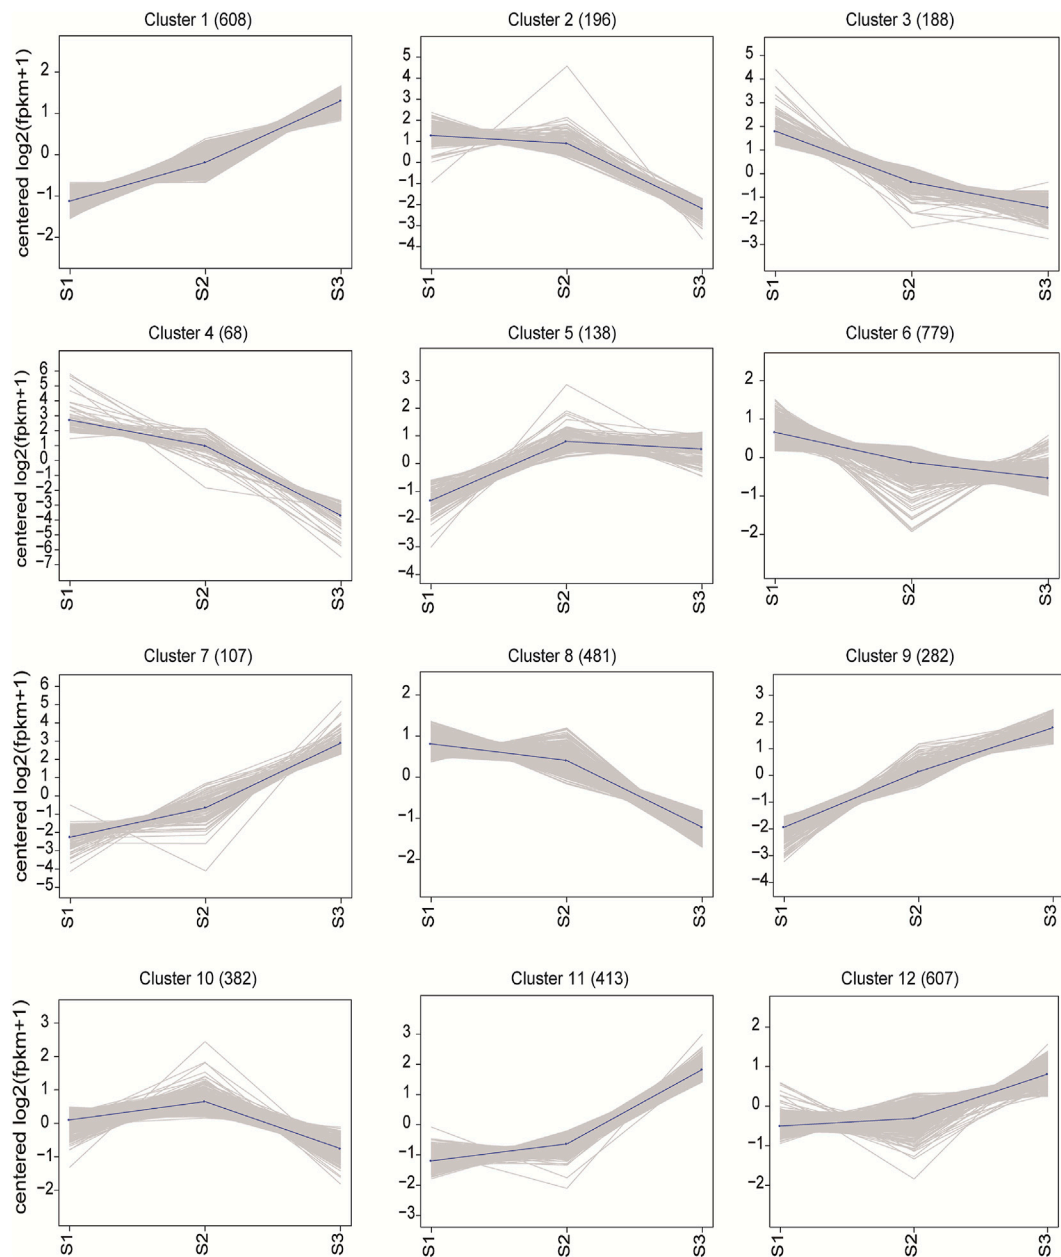 Cluster 1 (608)
Cluster 2 (196)
Cluster 3 (188)
centered log2(fpkm+1)
2
1
0
−1
−2
S1
S2
S3
5
4
3
2
1
0
−1
−2
−3
−4
S1
S2
S3
5
4
3
2
1
0
−1
−2
−3
S1
S2
S3
Cluster 4 (68)
Cluster 5 (138)
Cluster 6 (779)
centered log2(fpkm+1)
6
5
4
3
2
1
0
−1
−2
−3
−4
−5
−6
−7
S1
S2
S3
3
2
1
0
−1
−2
−3
−4
S1
S2
S3
2
1
0
−1
−2
S1
S2
S3
Cluster 7 (107)
Cluster 8 (481)
Cluster 9 (282)
centered log2(fpkm+1)
6
5
4
3
2
1
0
−1
−2
−3
−4
−5
S1
S2
S3
2
1
0
−1
−2
S1
S2
S3
3
2
1
0
−1
−2
−3
−4
S1
S2
S3
Cluster 10 (382)
Cluster 11 (413)
Cluster 12 (607)
centered log2(fpkm+1)
3
2
1
0
−1
−2
S1
S2
S3
3
2
1
0
−1
−2
−3
S1
S2
S3
2
1
0
−1
−2
S1
S2
S3